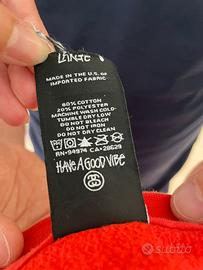 MADE IN THE U.S. OF
IMPORTED FABRIC
80% COTTON
20% POLYESTER
MACHINE WASH COLD-
TUMBLE DRY LOW
DO NOT BLEACH
DO NOT IRON
DO NOT DRY CLEAN
RN·94974 CA·28629
HAVE A GOOD VIBE
subito